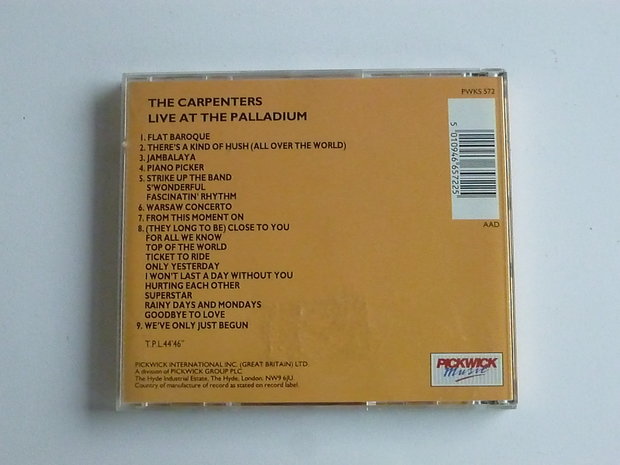 THE CARPENTERS
LIVE AT THE PALLADIUM
1. FLAT BAROQUE
2. THERE'S A KIND OF HUSH (ALL OVER THE WORLD)
3. JAMBALAYA
4. PIANO PICKER
5. STRIKE UP THE BAND
S'WONDERFUL
FASCINATIN' RHYTHM
6. WARSAW CONCERTO
7. FROM THIS MOMENT ON
8. (THEY LONG TO BE) CLOSE TO YOU
FOR ALL WE KNOW
TOP OF THE WORLD
TICKET TO RIDE
ONLY YESTERDAY
I WON'T LAST A DAY WITHOUT YOU
HURTING EACH OTHER
SUPERSTAR
RAINY DAYS AND MONDAYS
GOODBYE TO LOVE
9. WE'VE ONLY JUST BEGUN
T.P.L.44'46"
PICKWICK INTERNATIONAL INC. (GREAT BRITAIN) LTD
A division of PICKWICK GROUP PLC
The Hyde Industrial Estate, The Hyde, London. NW9 6JU
Country of manufacture of record as stated on record label.
PWKS 572
5 010946 657225
AAD
PICKWICK
Music